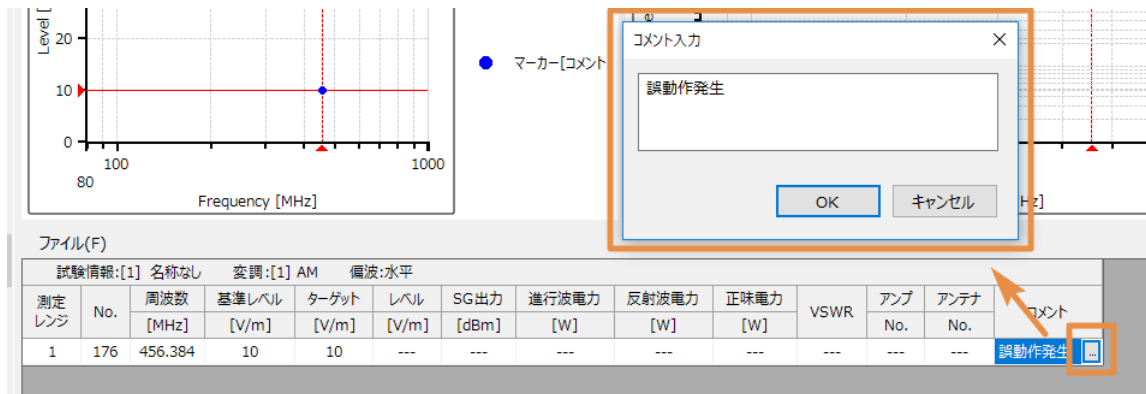 Level [
20
10
0
100
1000
80
Frequency [MHz]
マーカー[コメント
コメント入力
誤動作発生
OK
キャンセル
Hz]
ファイル(F)
試験情報:[1] 名称なし 変調:[1] AM 偏波:水平
測定レンジ No. 周波数 基準レベル ターゲット レベル SG出力 進行波電力 反射波電力 正味電力 VSWR アンプ アンテナ コメント
[MHz] [V/m] [V/m] [V/m] [dBm] [W] [W] [W] No. No.
1 176 456.384 10 10 --- --- --- --- --- --- --- --- 誤動作発生 ...